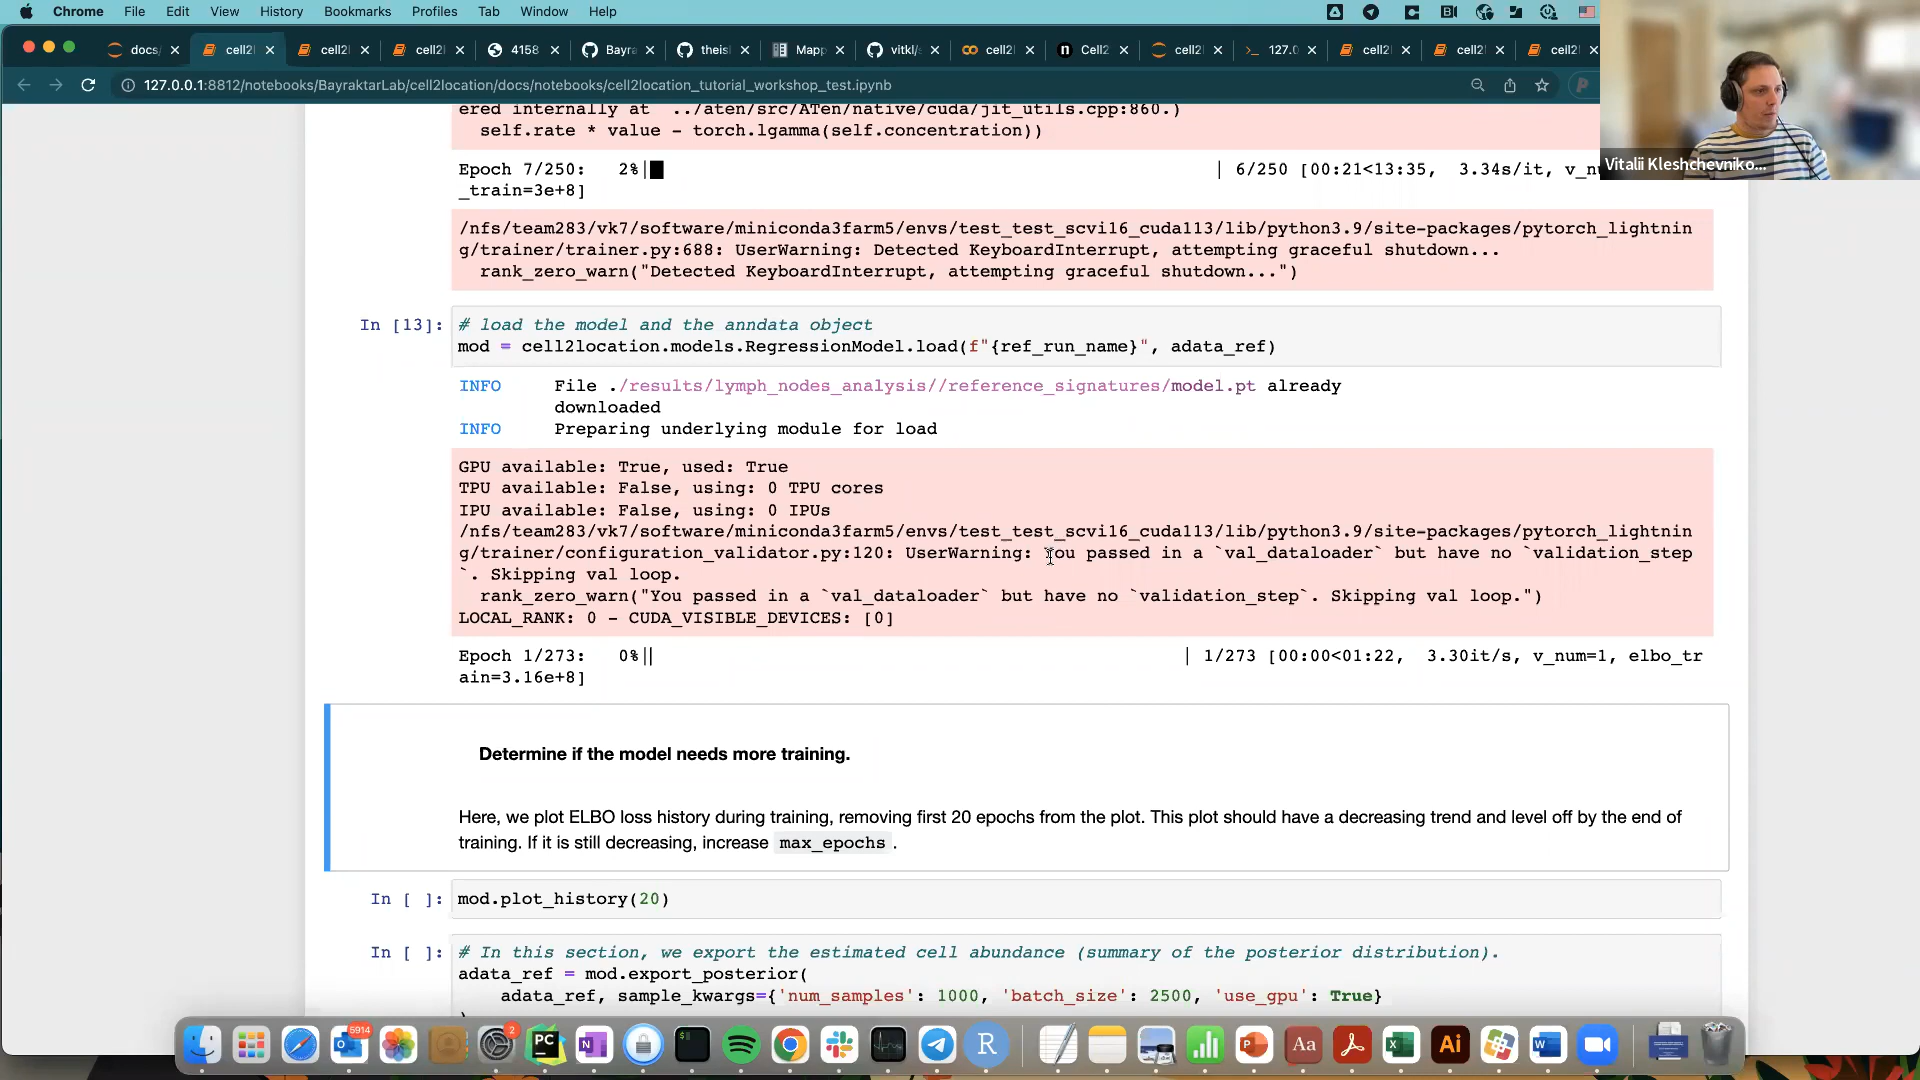 Chrome File Edit View History Bookmarks Profiles Tab Window Help
docs/ cell2l cell2l cell2l 4158 Bayra theis Mapp vitkl/ cell2l Cell2 cell2l 127.0 cell2l cell2l cell2l
127.0.0.1:8812/notebooks/BayraktarLab/cell2location/docs/notebooks/cell2location_tutorial_workshop_test.ipynb
Vitalii Kleshchevniko...
ered internally at  ../aten/src/ATen/native/cuda/jit_utils.cpp:860.)
self.rate * value - torch.lgamma(self.concentration))
Epoch 7/250:   2%| | 6/250 [00:21<13:35,  3.34s/it, v_nu
_train=3e+8]
/nfs/team283/vk7/software/miniconda3farm5/envs/test_test_scvi16_cuda113/lib/python3.9/site-packages/pytorch_lightnin
g/trainer/trainer.py:688: UserWarning: Detected KeyboardInterrupt, attempting graceful shutdown...
rank_zero_warn("Detected KeyboardInterrupt, attempting graceful shutdown...")
In [13]: # load the model and the anndata object
mod = cell2location.models.RegressionModel.load(f"{ref_run_name}", adata_ref)
INFO     File ./results/lymph_nodes_analysis//reference_signatures/model.pt already
downloaded
INFO     Preparing underlying module for load
GPU available: True, used: True
TPU available: False, using: 0 TPU cores
IPU available: False, using: 0 IPUs
/nfs/team283/vk7/software/miniconda3farm5/envs/test_test_scvi16_cuda113/lib/python3.9/site-packages/pytorch_lightnin
g/trainer/configuration_validator.py:120: UserWarning: You passed in a `val_dataloader` but have no `validation_step
`. Skipping val loop.
rank_zero_warn("You passed in a `val_dataloader` but have no `validation_step`. Skipping val loop.")
LOCAL_RANK: 0 - CUDA_VISIBLE_DEVICES: [0]
Epoch 1/273:   0%|| | 1/273 [00:00<01:22,  3.30it/s, v_num=1, elbo_tr
ain=3.16e+8]
Determine if the model needs more training.
Here, we plot ELBO loss history during training, removing first 20 epochs from the plot. This plot should have a decreasing trend and level off by the end of
training. If it is still decreasing, increase max_epochs .
In [ ]: mod.plot_history(20)
In [ ]: # In this section, we export the estimated cell abundance (summary of the posterior distribution).
adata_ref = mod.export_posterior(
adata_ref, sample_kwargs={'num_samples': 1000, 'batch_size': 2500, 'use_gpu': True}
5914 2 PC N R P Aa X Ai W